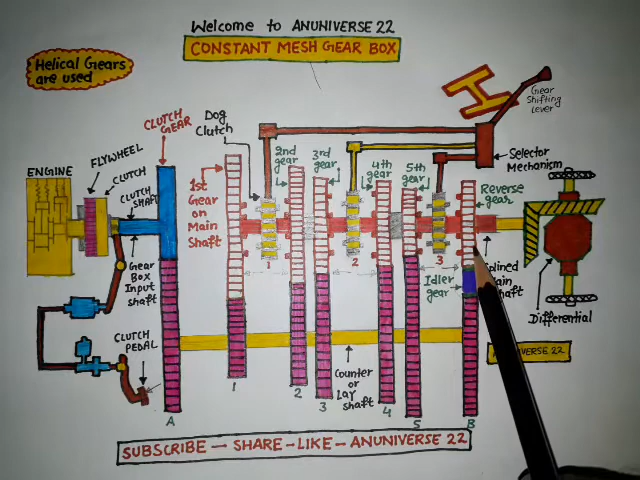 Welcome to ANUNIVERSE 22
CONSTANT MESH GEAR BOX
Helical Gears
are used
Gear
Shifting
Lever
CLUTCH
GEAR
Dog
Clutch
ENGINE
FLYWHEEL
CLUTCH
CLUTCH
SHAFT
1st
Gear
on
Main
Shaft
2nd
gear
3rd
gear
4th
gear
5th
gear
Selector
Mechanism
Reverse
gear
1
2
3
Gear
Box
Input
shaft
Idler
gear
Splined
Main
Shaft
Differential
CLUTCH
PEDAL
Counter
or
Lay
shaft
ANUNIVERSE 22
A
1
2
3
4
5
B
SUBSCRIBE → SHARE - LIKE - ANUNIVERSE 22